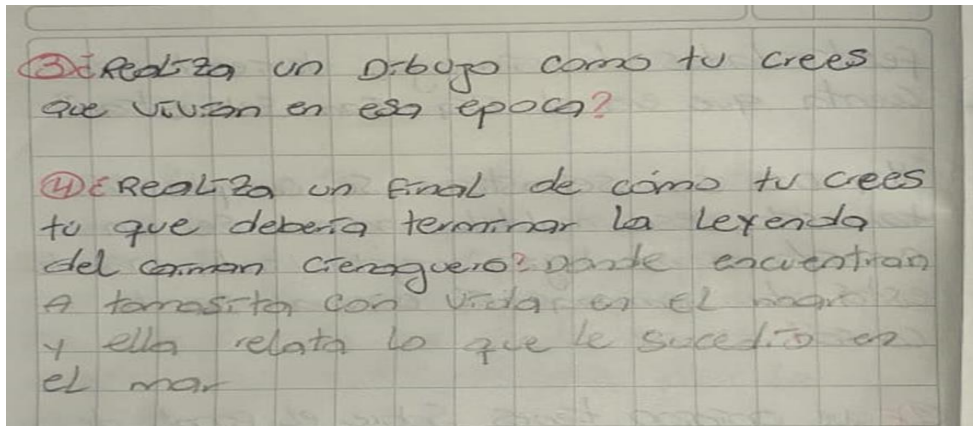 ③¿Realiza un Dibujo como tu crees
que vivian en esa epoca?
④¿Realiza un Final de cómo tu crees
tu que deberia terminar la Leyenda
del caiman cienaguero? Donde encuentran
A tomasita con vida en el mar
y ella relata lo que le sucedio en
el mar